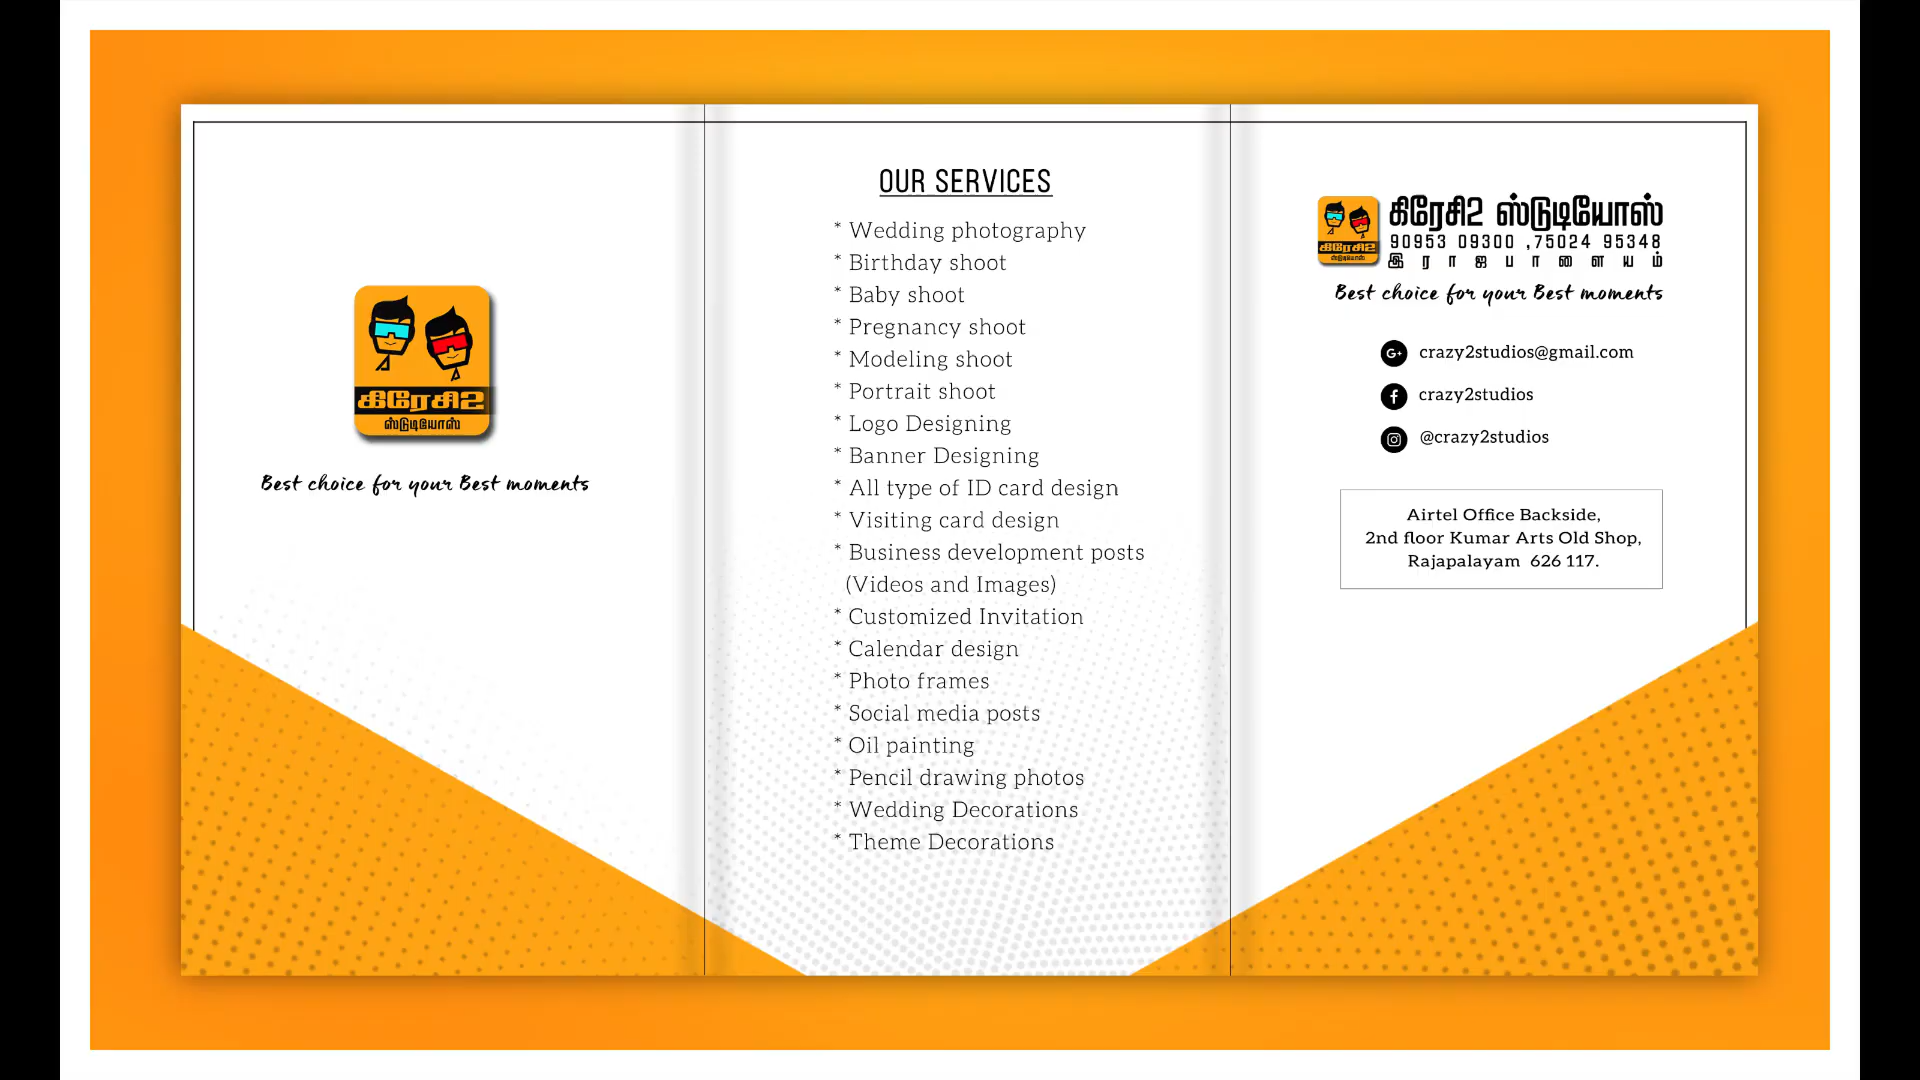 கிரேசி2
ஸ்டுடியோஸ்
Best choice for your Best moments
OUR SERVICES
* Wedding photography
* Birthday shoot
* Baby shoot
* Pregnancy shoot
* Modeling shoot
* Portrait shoot
* Logo Designing
* Banner Designing
* All type of ID card design
* Visiting card design
* Business development posts
(Videos and Images)
* Customized Invitation
* Calendar design
* Photo frames
* Social media posts
* Oil painting
* Pencil drawing photos
* Wedding Decorations
* Theme Decorations
கிரேசி2
ஸ்டுடியோஸ்
கிரேசி2 ஸ்டுடியோஸ்
90953 09300 ,75024 95348
இராஜபாளையம்
Best choice for your Best moments
G+ crazy2studios@gmail.com
f crazy2studios
@crazy2studios
Airtel Office Backside,
2nd floor Kumar Arts Old Shop,
Rajapalayam 626 117.